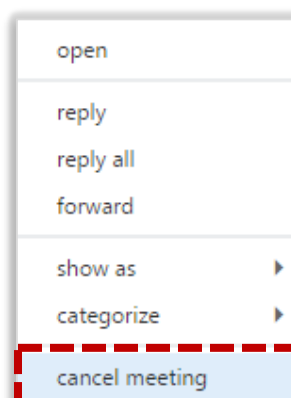 open
reply
reply all
forward
show as
categorize
cancel meeting